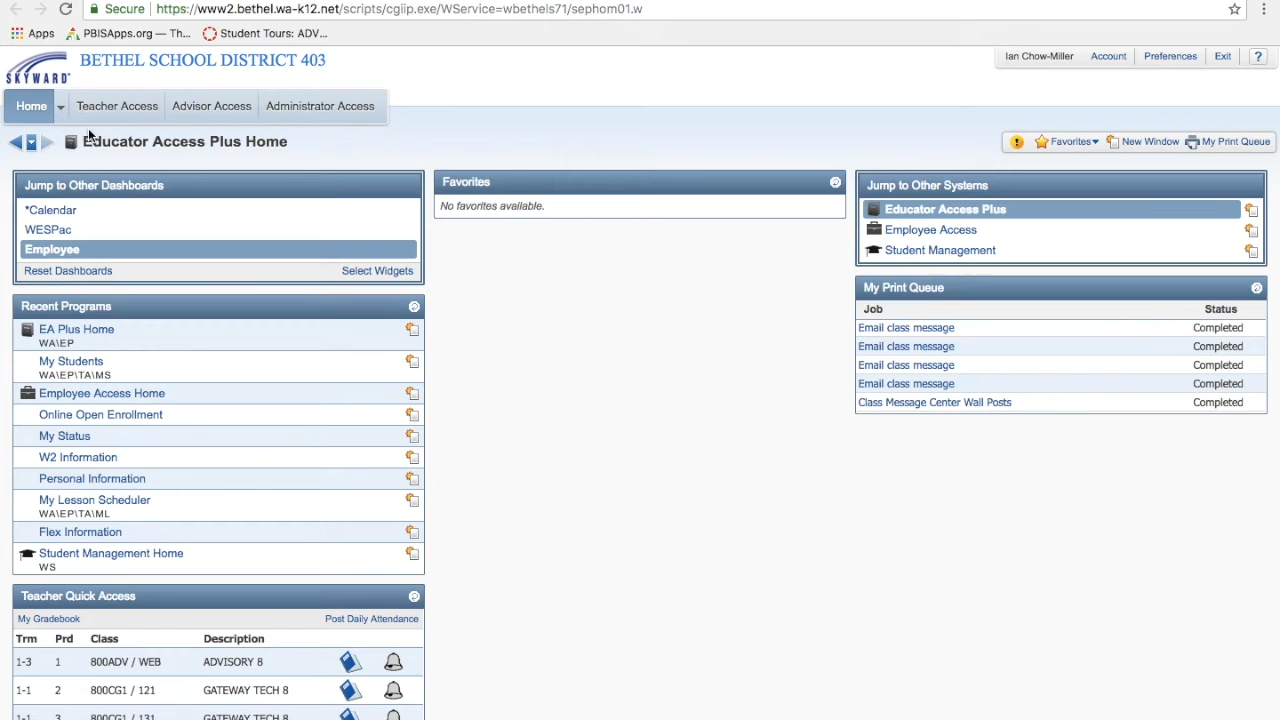 Secure https://www2.bethel.wa-k12.net/scripts/cgiip.exe/WService=wbethels71/sephom01.w
Apps PBISApps.org — Th... Student Tours: ADV...
SKYWARD BETHEL SCHOOL DISTRICT 403
Ian Chow-Miller Account Preferences Exit ?
Home Teacher Access Advisor Access Administrator Access
Educator Access Plus Home
Favorites New Window My Print Queue
Jump to Other Dashboards
*Calendar
WESPac
Employee
Reset Dashboards Select Widgets
Recent Programs
EA Plus Home
WA\EP
My Students
WA\EP\TA\MS
Employee Access Home
Online Open Enrollment
My Status
W2 Information
Personal Information
My Lesson Scheduler
WA\EP\TA\ML
Flex Information
Student Management Home
WS
Teacher Quick Access
My Gradebook Post Daily Attendance
Trm Prd Class Description
1-3 1 800ADV / WEB ADVISORY 8
1-1 2 800CG1 / 121 GATEWAY TECH 8
1-1 3 800CG1 / 131 GATEWAY TECH 8
Favorites
No favorites available.
Jump to Other Systems
Educator Access Plus
Employee Access
Student Management
My Print Queue
Job Status
Email class message Completed
Email class message Completed
Email class message Completed
Email class message Completed
Class Message Center Wall Posts Completed